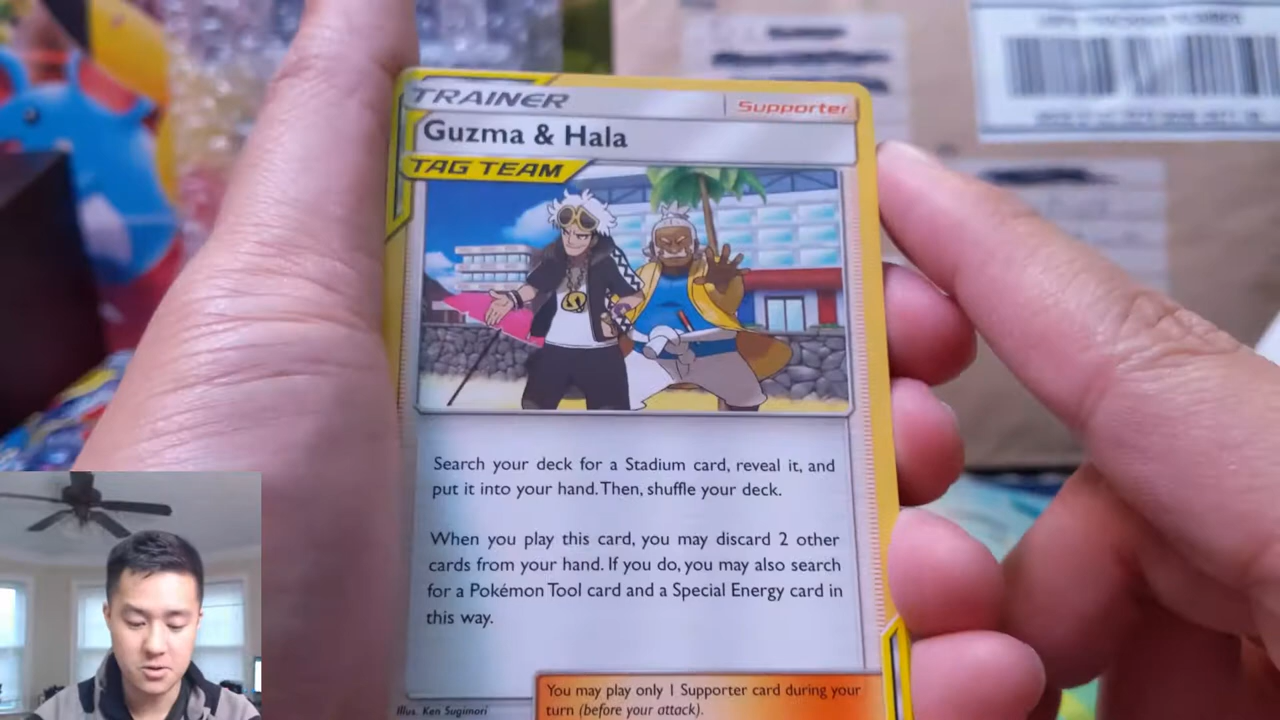 TRAINER
Supporter
Guzma & Hala
TAG TEAM
Search your deck for a Stadium card, reveal it, and
put it into your hand. Then, shuffle your deck.
When you play this card, you may discard 2 other
cards from your hand. If you do, you may also search
for a Pokémon Tool card and a Special Energy card in
this way.
You may play only 1 Supporter card during your
turn (before your attack).
Illus. Ken Sugimori